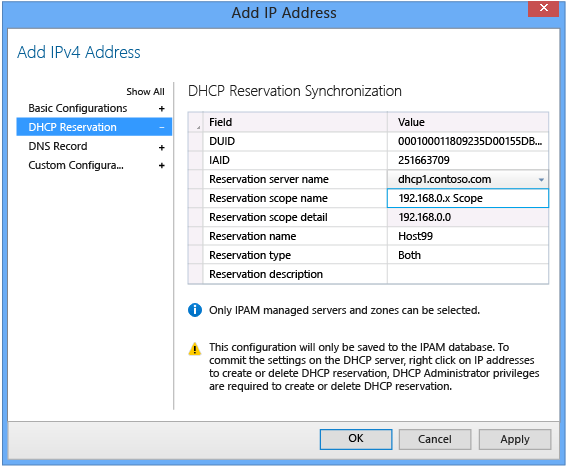 Add IP Address
Add IPv4 Address
Show All
Basic Configurations +
DHCP Reservation –
DNS Record +
Custom Configura... +
DHCP Reservation Synchronization
Field Value
DUID 000100011809235D00155DB...
IAID 251663709
Reservation server name dhcp1.contoso.com
Reservation scope name 192.168.0.x Scope
Reservation scope detail 192.168.0.0
Reservation name Host99
Reservation type Both
Reservation description
Only IPAM managed servers and zones can be selected.
This configuration will only be saved to the IPAM database. To
commit the settings on the DHCP server, right click on IP addresses
to create or delete DHCP reservation, DHCP Administrator privileges
are required to create or delete DHCP reservation.
OK Cancel Apply